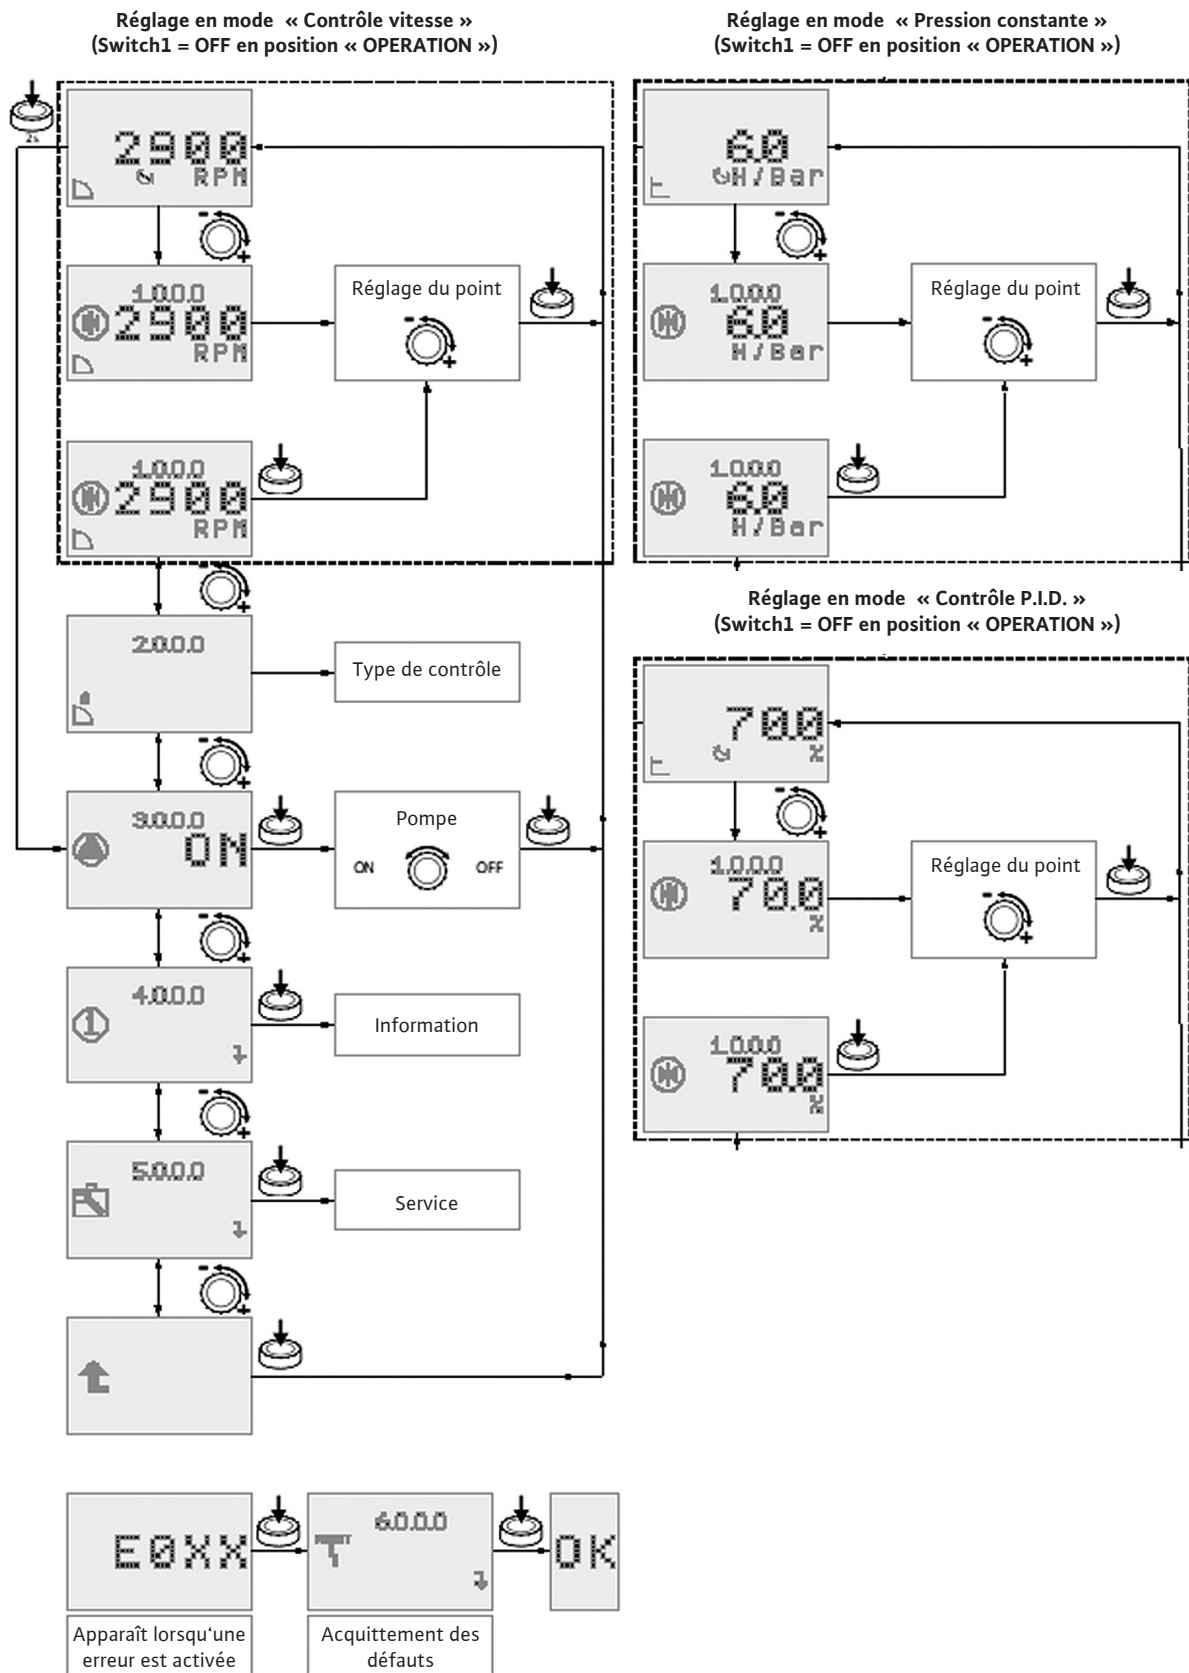 Réglage en mode « Contrôle vitesse »
(Switch1 = OFF en position « OPERATION »)
2s
2900
RPM
- +
1.0.0.0
2900
RPM
Réglage du point
- +
1.0.0.0
2900
RPM
- +
2.0.0.0
Type de contrôle
- +
3.0.0.0
ON
Pompe
ON OFF
- +
4.0.0.0
1
Information
- +
5.0.0.0
Service
- +
E0XX
6.0.0.0
OK
Apparaît lorsqu‘une
erreur est activée
Acquittement des
défauts
Réglage en mode « Pression constante »
(Switch1 = OFF en position « OPERATION »)
6.0
H/Bar
- +
1.0.0.0
6.0
H/Bar
Réglage du point
- +
1.0.0.0
6.0
H/Bar
Réglage en mode « Contrôle P.I.D. »
(Switch1 = OFF en position « OPERATION »)
70.0
%
- +
1.0.0.0
70.0
%
Réglage du point
- +
1.0.0.0
70.0
%